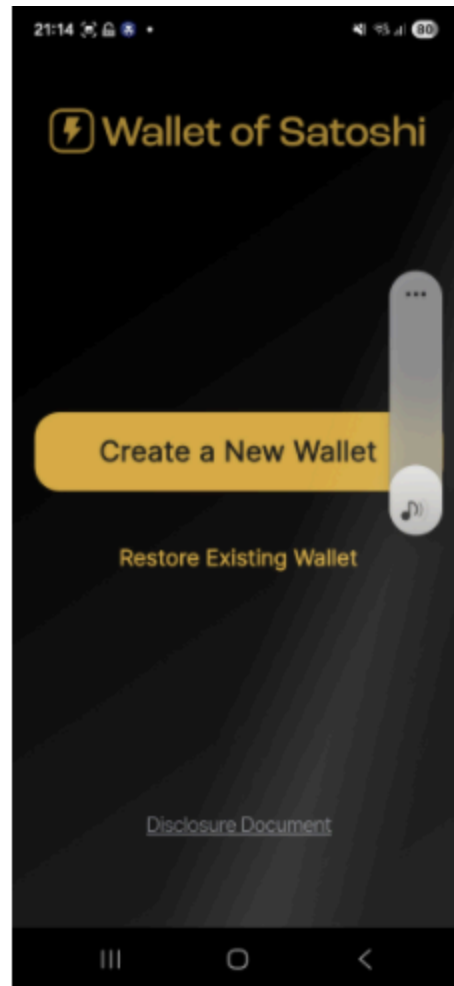 21:14 80
Wallet of Satoshi
Create a New Wallet
Restore Existing Wallet
Disclosure Document